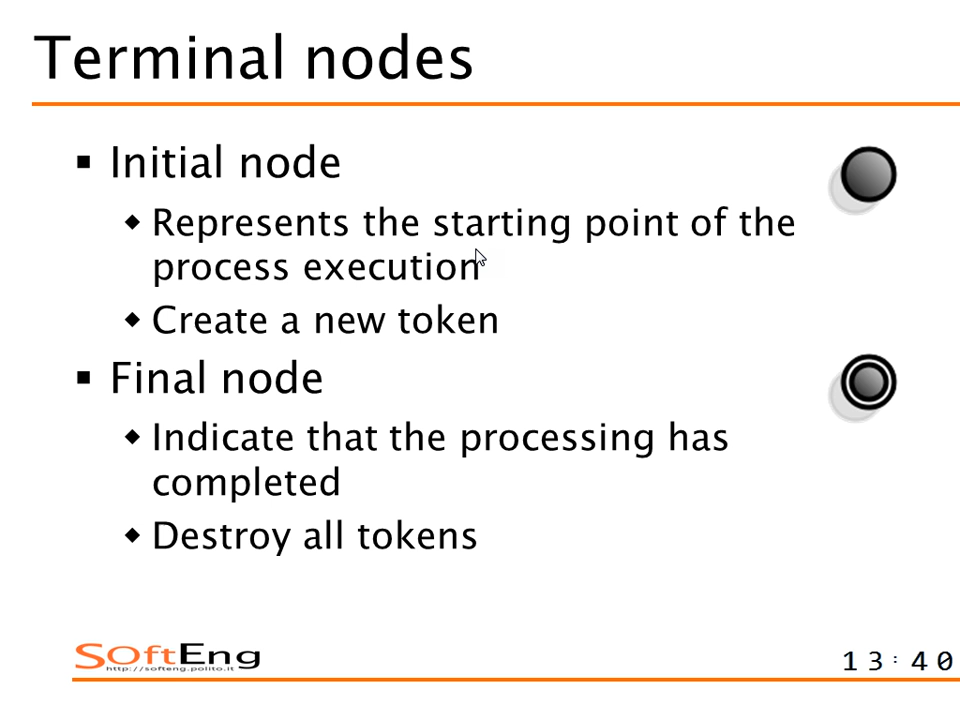 Terminal nodes
Initial node
Represents the starting point of the
process execution
Create a new token
Final node
Indicate that the processing has
completed
Destroy all tokens
SOftEng
http://softeng.polito.it
13:40